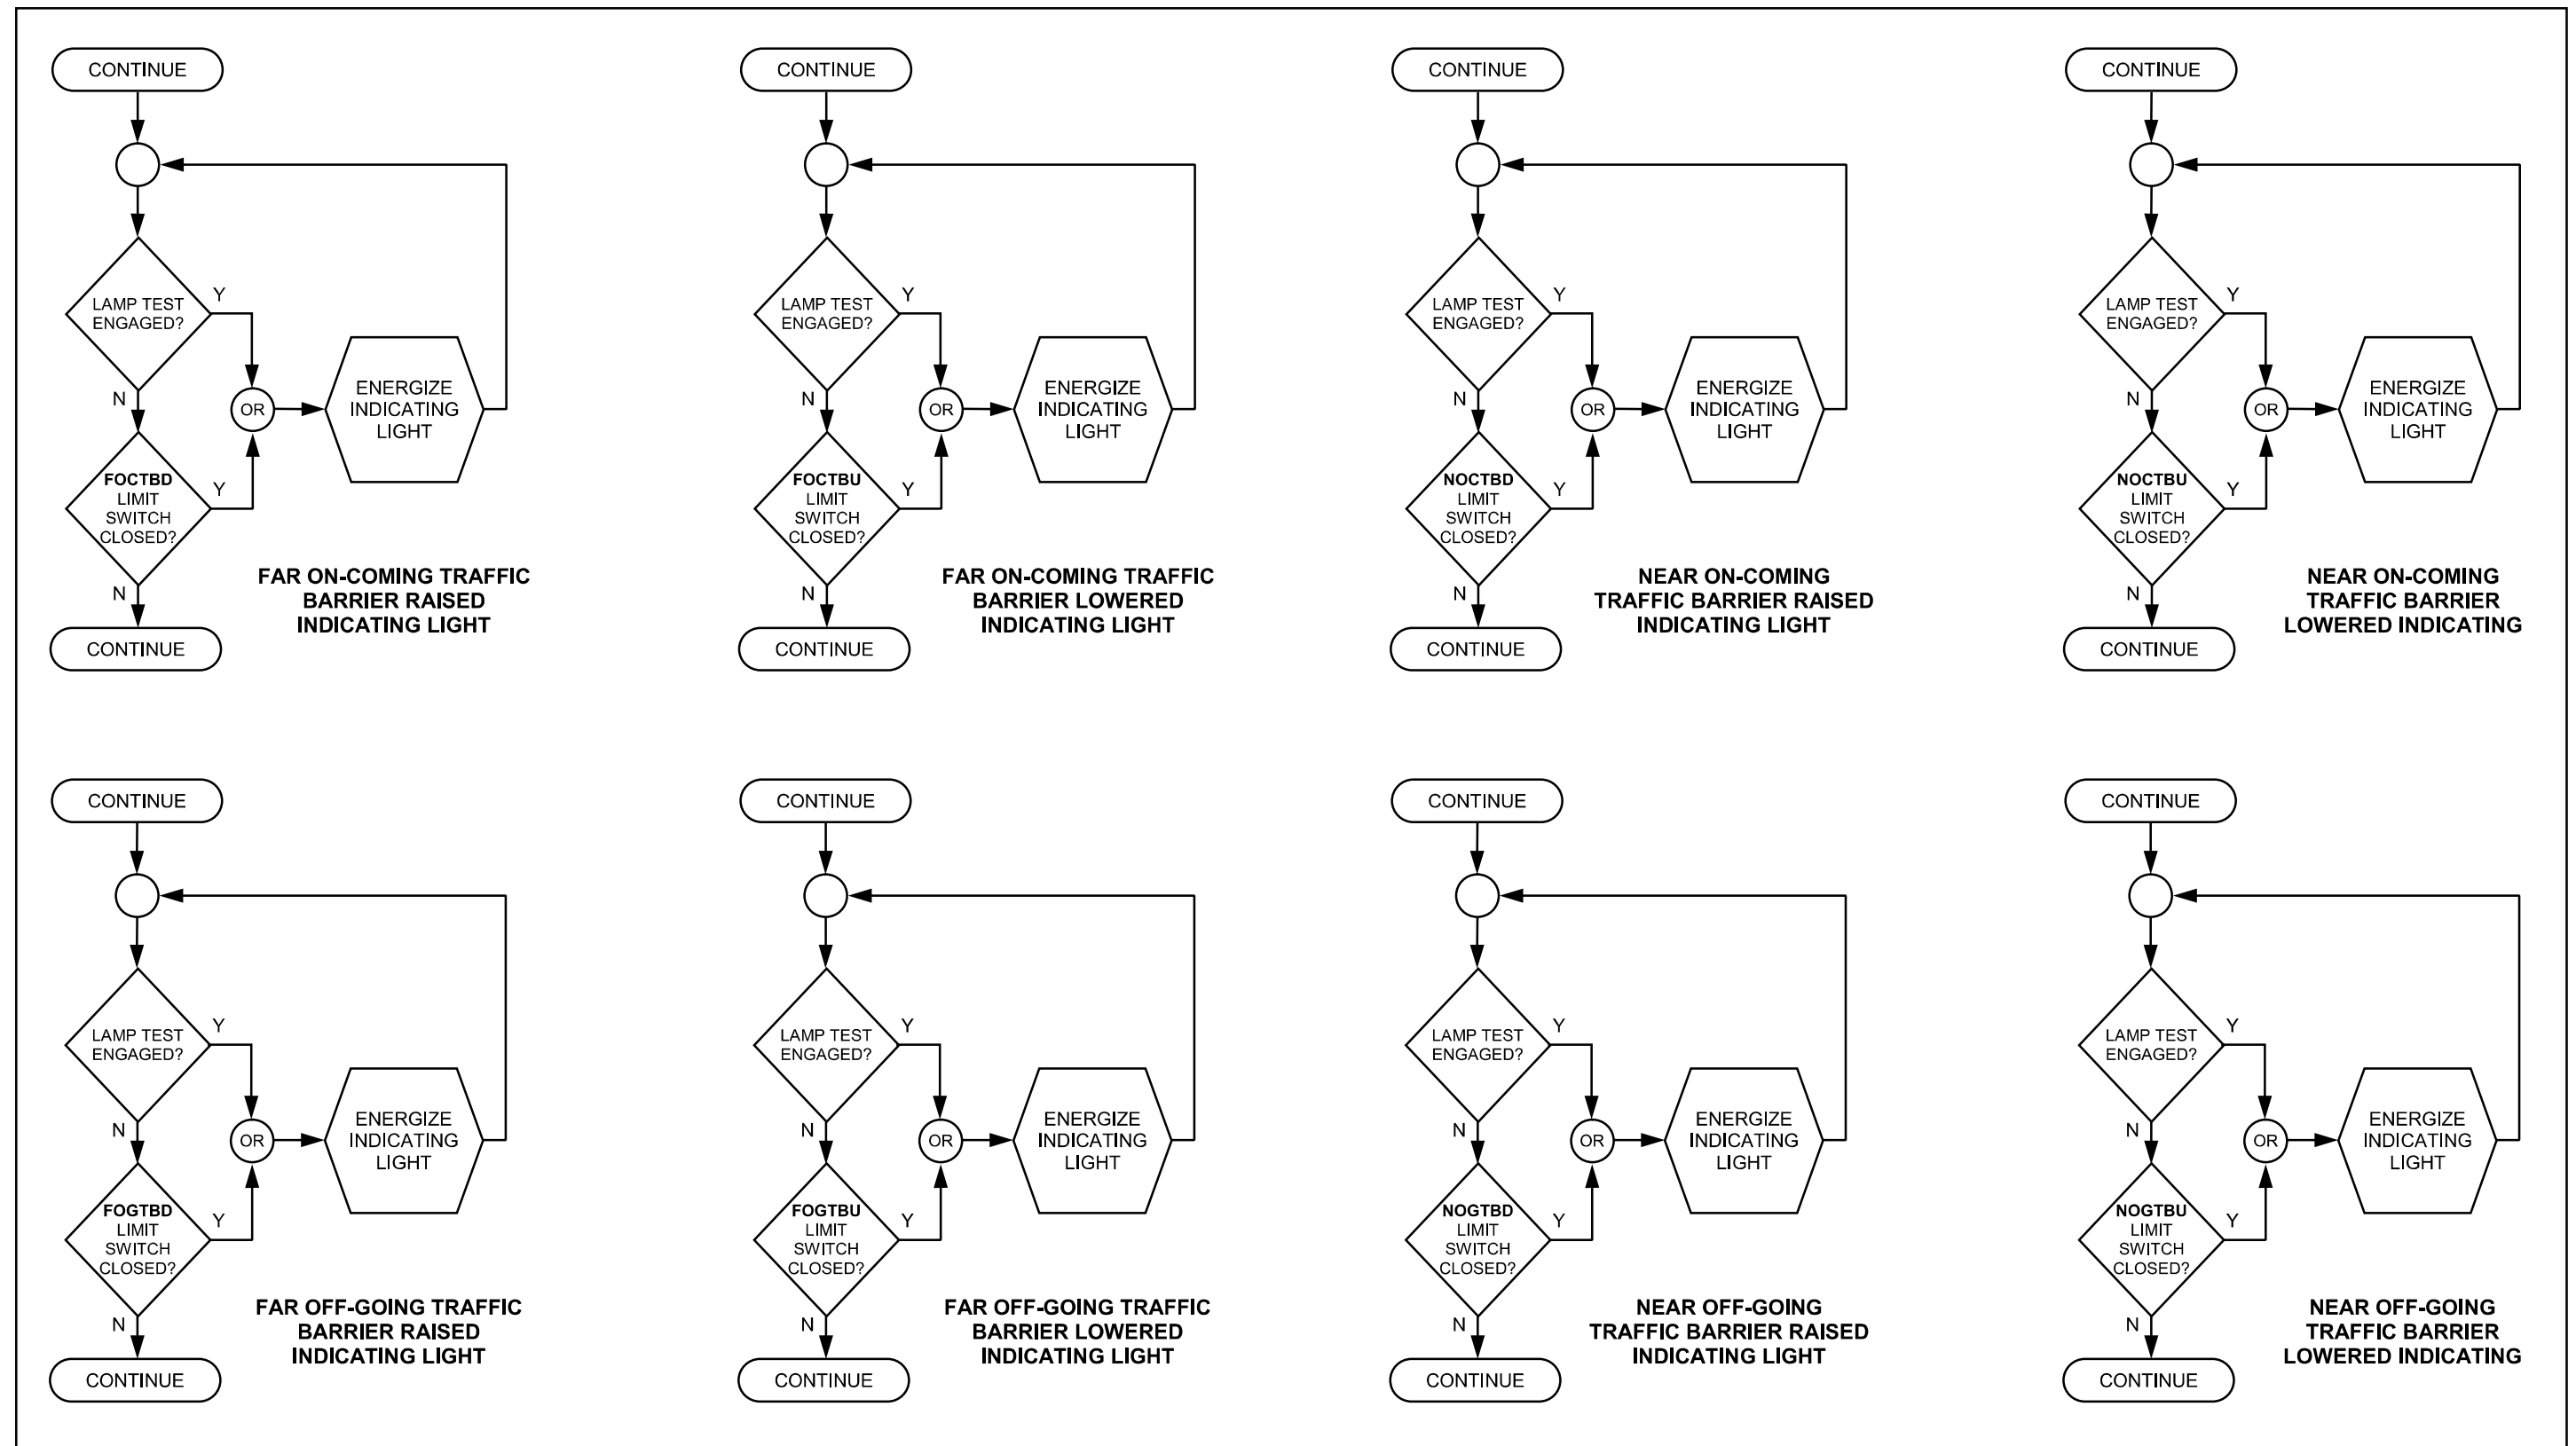 CONTINUE
LAMP TEST
ENGAGED?
Y
N
OR
ENERGIZE
INDICATING
LIGHT
FOCTBD
LIMIT
SWITCH
CLOSED?
Y
N
CONTINUE
FAR ON-COMING TRAFFIC
BARRIER RAISED
INDICATING LIGHT
CONTINUE
LAMP TEST
ENGAGED?
Y
N
OR
ENERGIZE
INDICATING
LIGHT
FOCTBU
LIMIT
SWITCH
CLOSED?
Y
N
CONTINUE
FAR ON-COMING TRAFFIC
BARRIER LOWERED
INDICATING LIGHT
CONTINUE
LAMP TEST
ENGAGED?
Y
N
OR
ENERGIZE
INDICATING
LIGHT
NOCTBD
LIMIT
SWITCH
CLOSED?
Y
N
CONTINUE
NEAR ON-COMING
TRAFFIC BARRIER RAISED
INDICATING LIGHT
CONTINUE
LAMP TEST
ENGAGED?
Y
N
OR
ENERGIZE
INDICATING
LIGHT
NOCTBU
LIMIT
SWITCH
CLOSED?
Y
N
CONTINUE
NEAR ON-COMING
TRAFFIC BARRIER
LOWERED INDICATING
CONTINUE
LAMP TEST
ENGAGED?
Y
N
OR
ENERGIZE
INDICATING
LIGHT
FOGTBD
LIMIT
SWITCH
CLOSED?
Y
N
CONTINUE
FAR OFF-GOING TRAFFIC
BARRIER RAISED
INDICATING LIGHT
CONTINUE
LAMP TEST
ENGAGED?
Y
N
OR
ENERGIZE
INDICATING
LIGHT
FOGTBU
LIMIT
SWITCH
CLOSED?
Y
N
CONTINUE
FAR OFF-GOING TRAFFIC
BARRIER LOWERED
INDICATING LIGHT
CONTINUE
LAMP TEST
ENGAGED?
Y
N
OR
ENERGIZE
INDICATING
LIGHT
NOGTBD
LIMIT
SWITCH
CLOSED?
Y
N
CONTINUE
NEAR OFF-GOING
TRAFFIC BARRIER RAISED
INDICATING LIGHT
CONTINUE
LAMP TEST
ENGAGED?
Y
N
OR
ENERGIZE
INDICATING
LIGHT
NOGTBU
LIMIT
SWITCH
CLOSED?
Y
N
CONTINUE
NEAR OFF-GOING
TRAFFIC BARRIER
LOWERED INDICATING